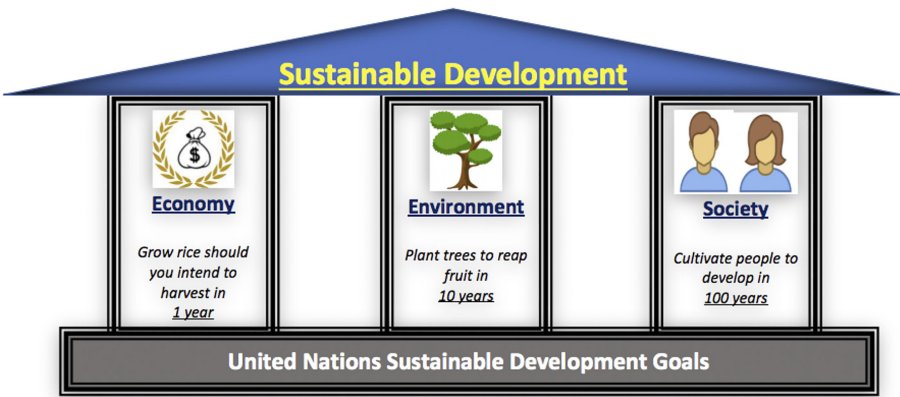 Sustainable Development
$
Economy
Grow rice should
you intend to
harvest in
1 year
Environment
Plant trees to reap
fruit in
10 years
Society
Cultivate people to
develop in
100 years
United Nations Sustainable Development Goals